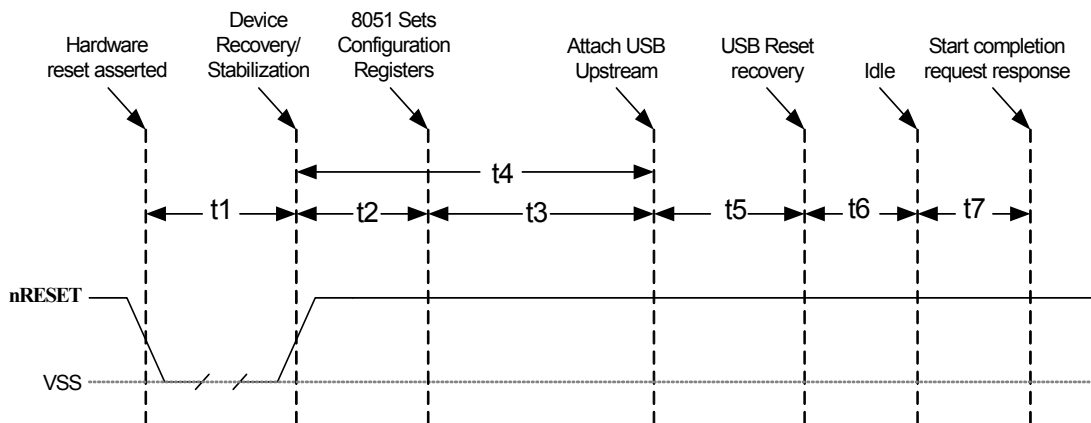 Hardware
reset asserted
Device
Recovery/
Stabilization
8051 Sets
Configuration
Registers
Attach USB
Upstream
USB Reset
recovery
Idle
Start completion
request response
t4
t1
t2
t3
t5
t6
t7
nRESET
VSS